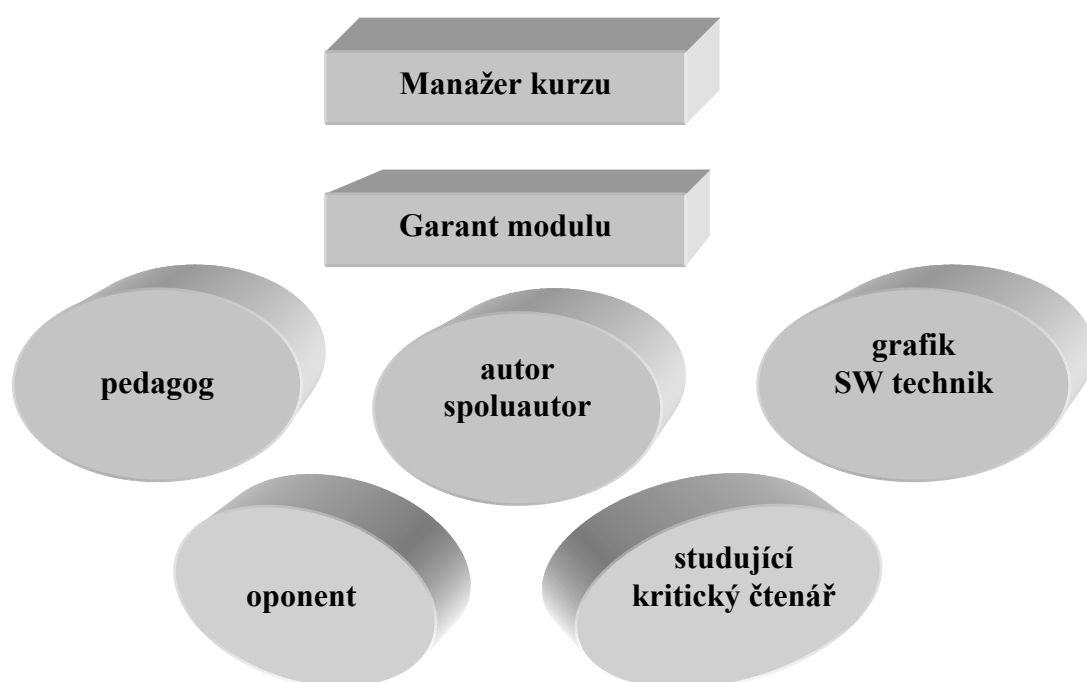 Manažer kurzu
Garant modulu
pedagog
autor
spoluautor
grafik
SW technik
oponent
studující
kritický čtenář